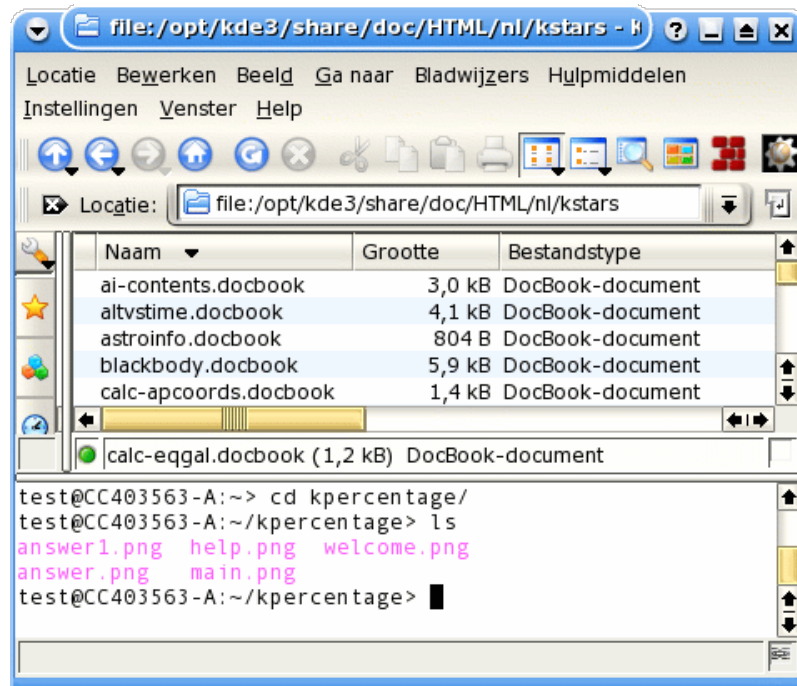 file:/opt/kde3/share/doc/HTML/nl/kstars - K
Locatie Bewerken Beeld Ga naar Bladwijzers Hulpmiddelen
Instellingen Venster Help
Locatie: file:/opt/kde3/share/doc/HTML/nl/kstars
Naam Grootte Bestandstype
ai-contents.docbook 3,0 kB DocBook-document
altvstime.docbook 4,1 kB DocBook-document
astroinfo.docbook 804 B DocBook-document
blackbody.docbook 5,9 kB DocBook-document
calc-apcoords.docbook 1,4 kB DocBook-document
calc-eqgal.docbook (1,2 kB) DocBook-document
test@CC403563-A:~> cd kpercentage/
test@CC403563-A:~/kpercentage> ls
answer1.png help.png welcome.png
answer.png main.png
test@CC403563-A:~/kpercentage>